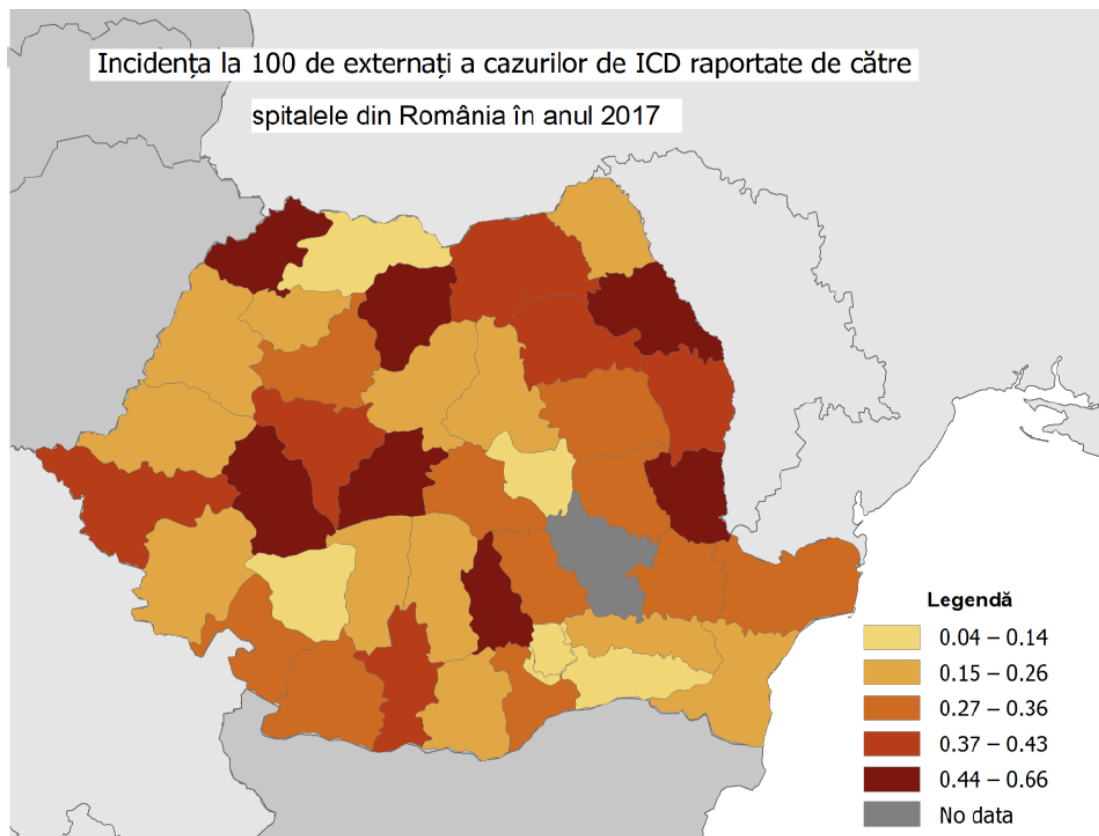 Incidența la 100 de externați a cazurilor de ICD raportate de către
spitalele din România în anul 2017
Legendă
0.04 – 0.14
0.15 – 0.26
0.27 – 0.36
0.37 – 0.43
0.44 – 0.66
No data